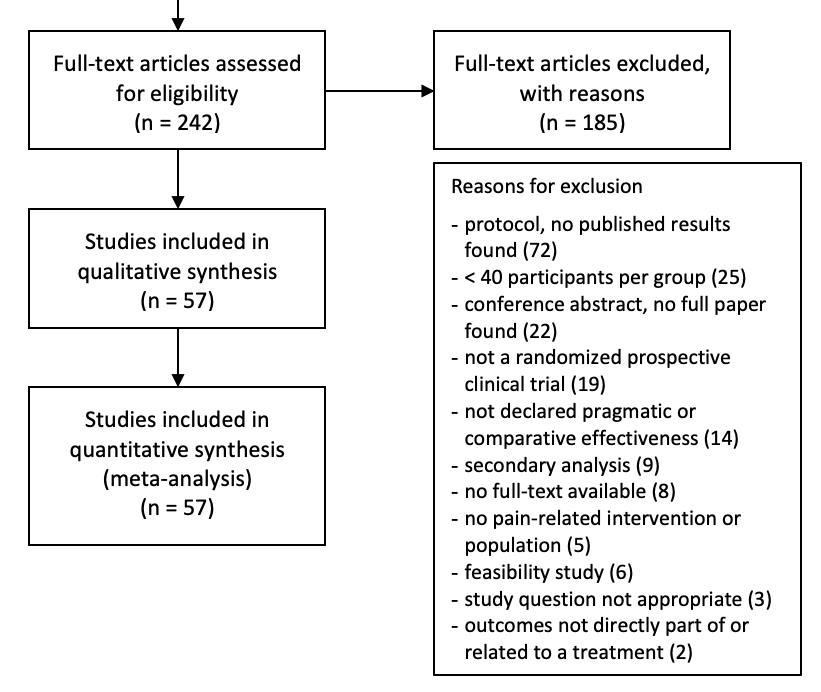 Full-text articles assessed
for eligibility
(n = 242)
Full-text articles excluded,
with reasons
(n = 185)
Studies included in
qualitative synthesis
(n = 57)
Studies included in
quantitative synthesis
(meta-analysis)
(n = 57)
Reasons for exclusion
- protocol, no published results
found (72)
- < 40 participants per group (25)
- conference abstract, no full paper
found (22)
- not a randomized prospective
clinical trial (19)
- not declared pragmatic or
comparative effectiveness (14)
- secondary analysis (9)
- no full-text available (8)
- no pain-related intervention or
population (5)
- feasibility study (6)
- study question not appropriate (3)
- outcomes not directly part of or
related to a treatment (2)